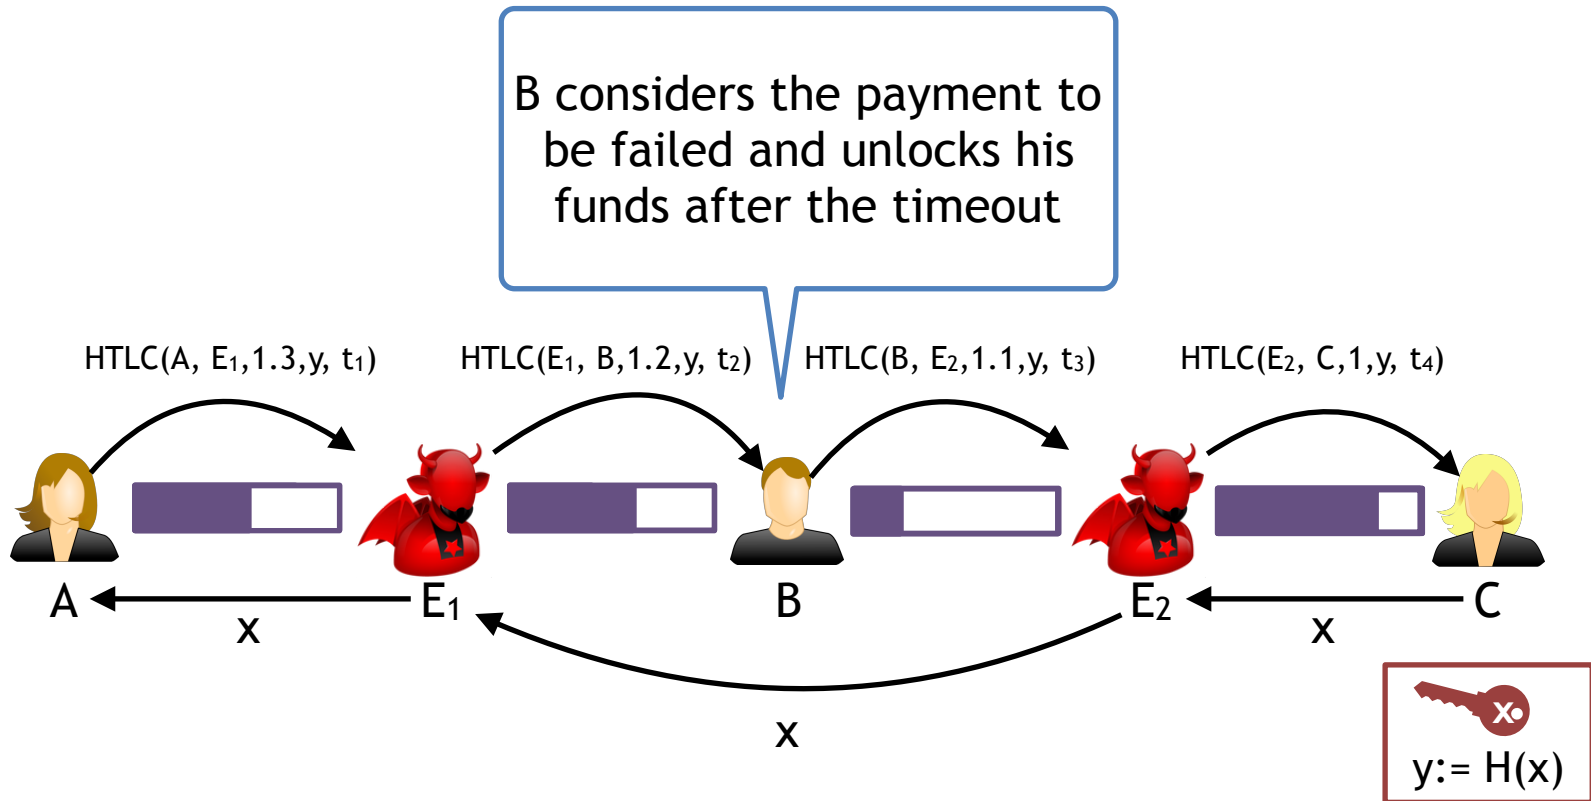 B considers the payment to
be failed and unlocks his
funds after the timeout
HTLC(A, E₁,1.3,y, t₁)
HTLC(E₁, B,1.2,y, t₂)
HTLC(B, E₂,1.1,y, t₃)
HTLC(E₂, C,1,y, t₄)
A
E₁
B
E₂
C
x
x
x
x
y:= H(x)